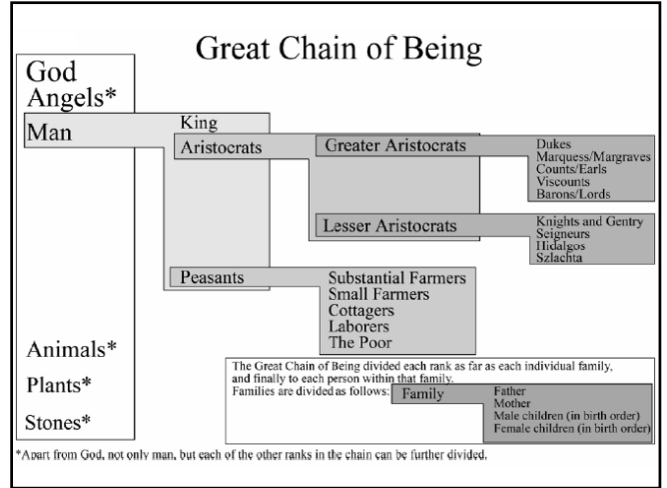 Great Chain of Being
God
Angels*
Man
King
Aristocrats
Greater Aristocrats
Dukes
Marquess/Margraves
Counts/Earls
Viscounts
Barons/Lords
Lesser Aristocrats
Knights and Gentry
Seigneurs
Hidalgos
Szlachta
Peasants
Substantial Farmers
Small Farmers
Cottagers
Laborers
The Poor
Animals*
Plants*
Stones*
The Great Chain of Being divided each rank as far as each individual family,
and finally to each person within that family.
Families are divided as follows:
Family
Father
Mother
Male children (in birth order)
Female children (in birth order)
*Apart from God, not only man, but each of the other ranks in the chain can be further divided.